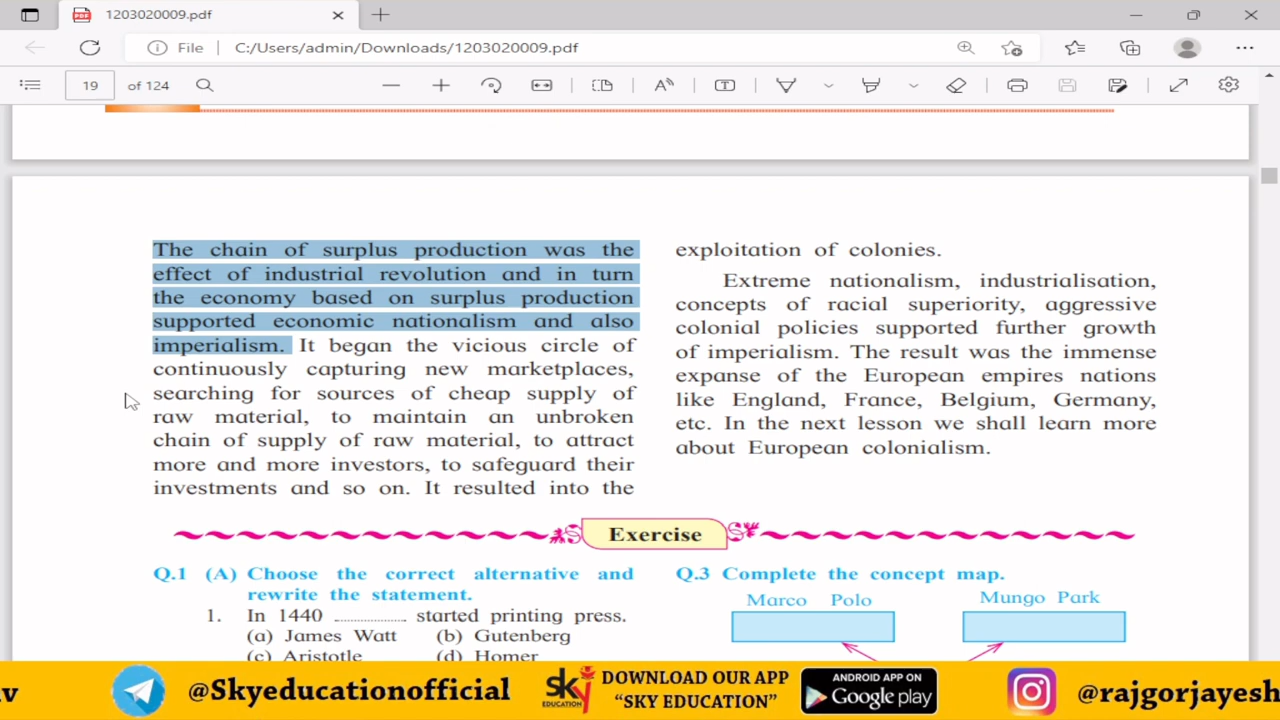 1203020009.pdf
File
C:/Users/admin/Downloads/1203020009.pdf
19 of 124
The chain of surplus production was the
effect of industrial revolution and in turn
the economy based on surplus production
supported economic nationalism and also
imperialism. It began the vicious circle of
continuously capturing new marketplaces,
searching for sources of cheap supply of
raw material, to maintain an unbroken
chain of supply of raw material, to attract
more and more investors, to safeguard their
investments and so on. It resulted into the
exploitation of colonies.
Extreme nationalism, industrialisation,
concepts of racial superiority, aggressive
colonial policies supported further growth
of imperialism. The result was the immense
expanse of the European empires nations
like England, France, Belgium, Germany,
etc. In the next lesson we shall learn more
about European colonialism.
Exercise
Q.1 (A) Choose the correct alternative and
rewrite the statement.
1. In 1440 .................. started printing press.
(a) James Watt (b) Gutenberg
(c) Aristotle (d) Homer
Q.3 Complete the concept map.
Marco Polo
Mungo Park
@Skyeducationofficial
sky
EDUCATION
DOWNLOAD OUR APP
"SKY EDUCATION"
ANDROID APP ON
Google play
@rajgorjayesh